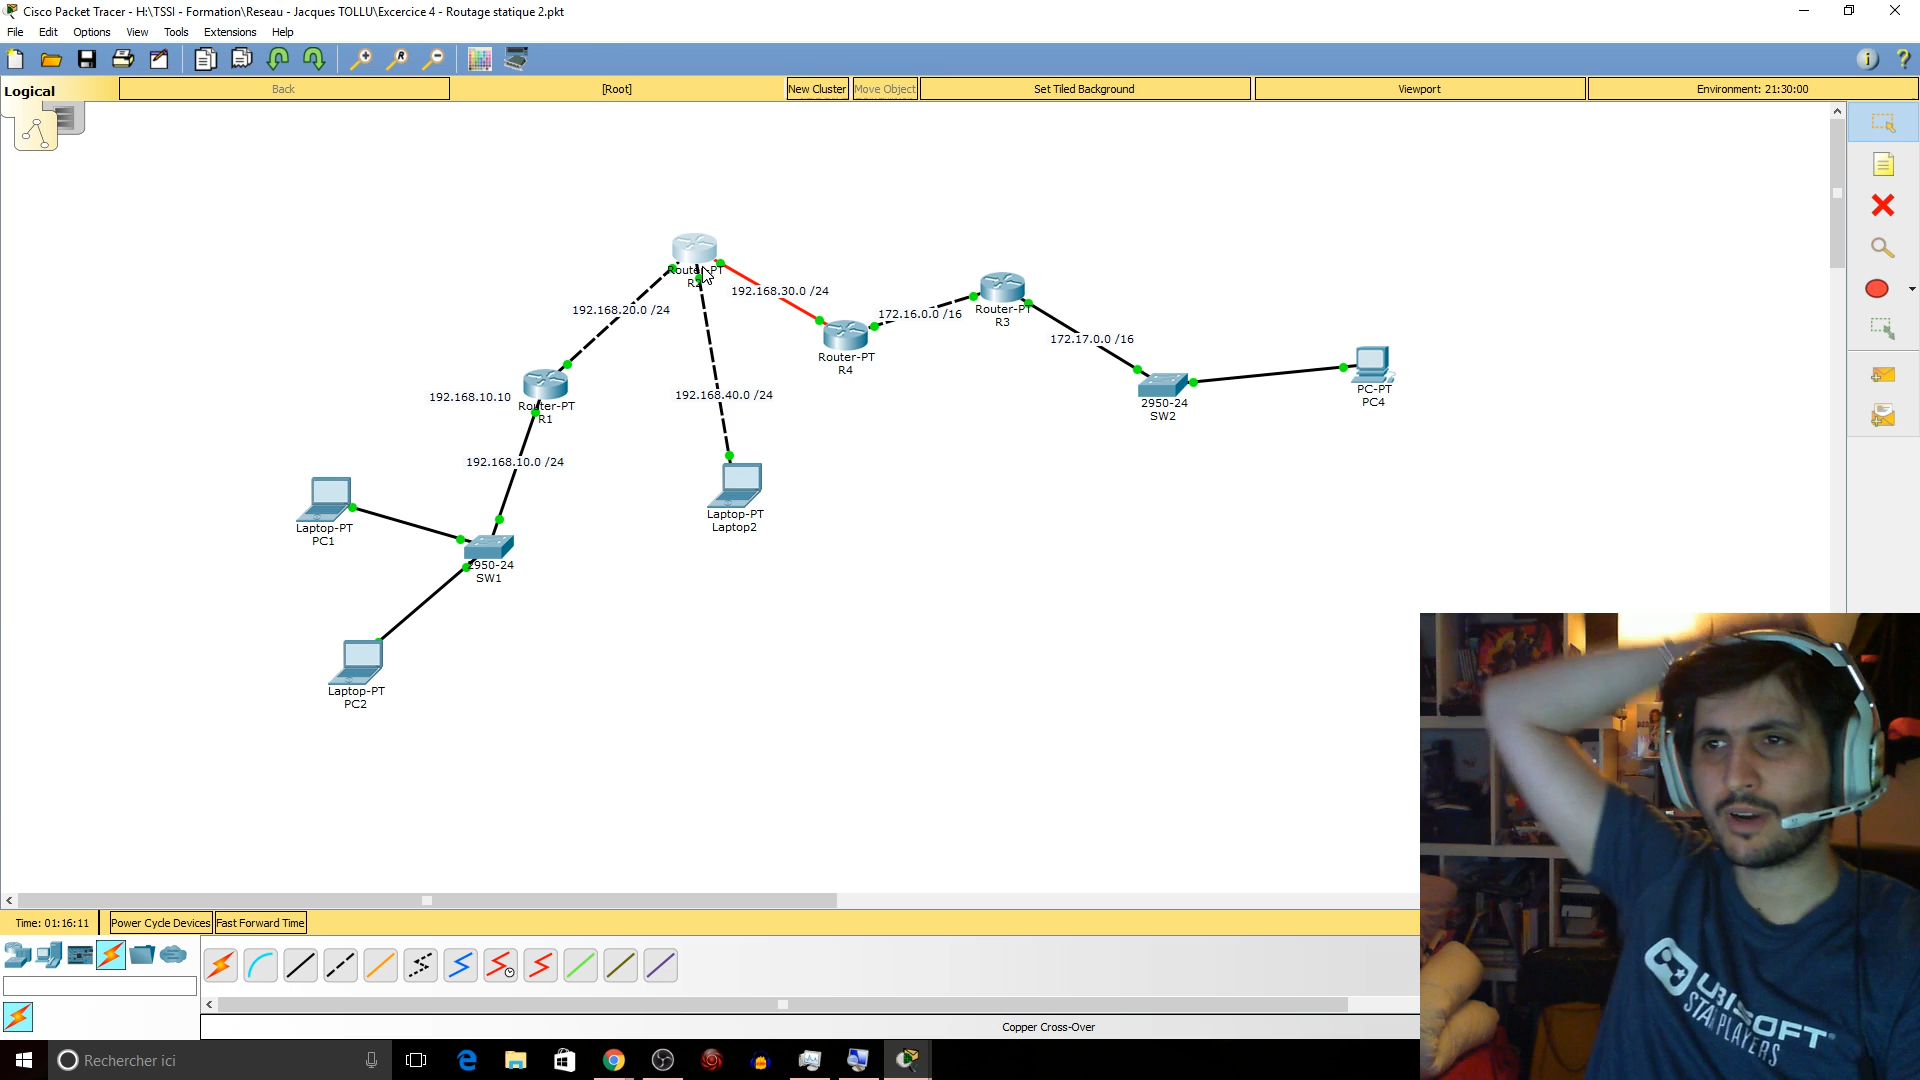 Cisco Packet Tracer - H:\TSSI - Formation\Reseau - Jacques TOLLU\Excercice 4 - Routage statique 2.pkt
File Edit Options View Tools Extensions Help
Logical
Back
[Root]
New Cluster
Move Object
Set Tiled Background
Viewport
Environment: 21:30:00
Router-PT
R2
192.168.30.0 /24
192.168.20.0 /24
172.16.0.0 /16
Router-PT
R3
172.17.0.0 /16
Router-PT
R4
192.168.10.10
Router-PT
R1
192.168.40.0 /24
2950-24
SW2
PC-PT
PC4
192.168.10.0 /24
Laptop-PT
PC1
Laptop-PT
Laptop2
2950-24
SW1
Laptop-PT
PC2
Time: 01:16:11
Power Cycle Devices
Fast Forward Time
Copper Cross-Over
Rechercher ici
UBISOFT
STAR PLAYERS